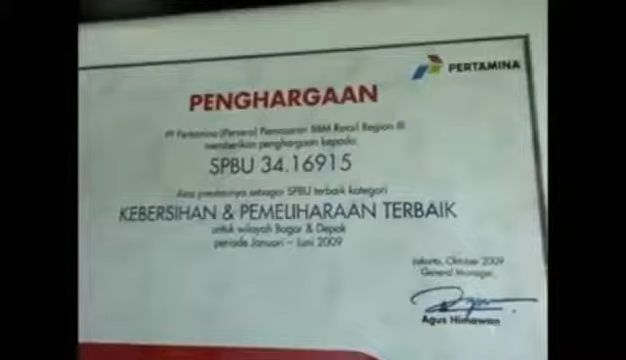 PERTAMINA
PENGHARGAAN
PT Pertamina (Persero) Pemasaran BBM Retail Region III
memberikan penghargaan kepada:
SPBU 34.16915
Atas prestasinya sebagai SPBU terbaik kategori
KEBERSIHAN & PEMELIHARAAN TERBAIK
untuk wilayah Bogor & Depok
periode Januari – Juni 2009
Jakarta, Oktober 2009
General Manager,
Agus Himawan